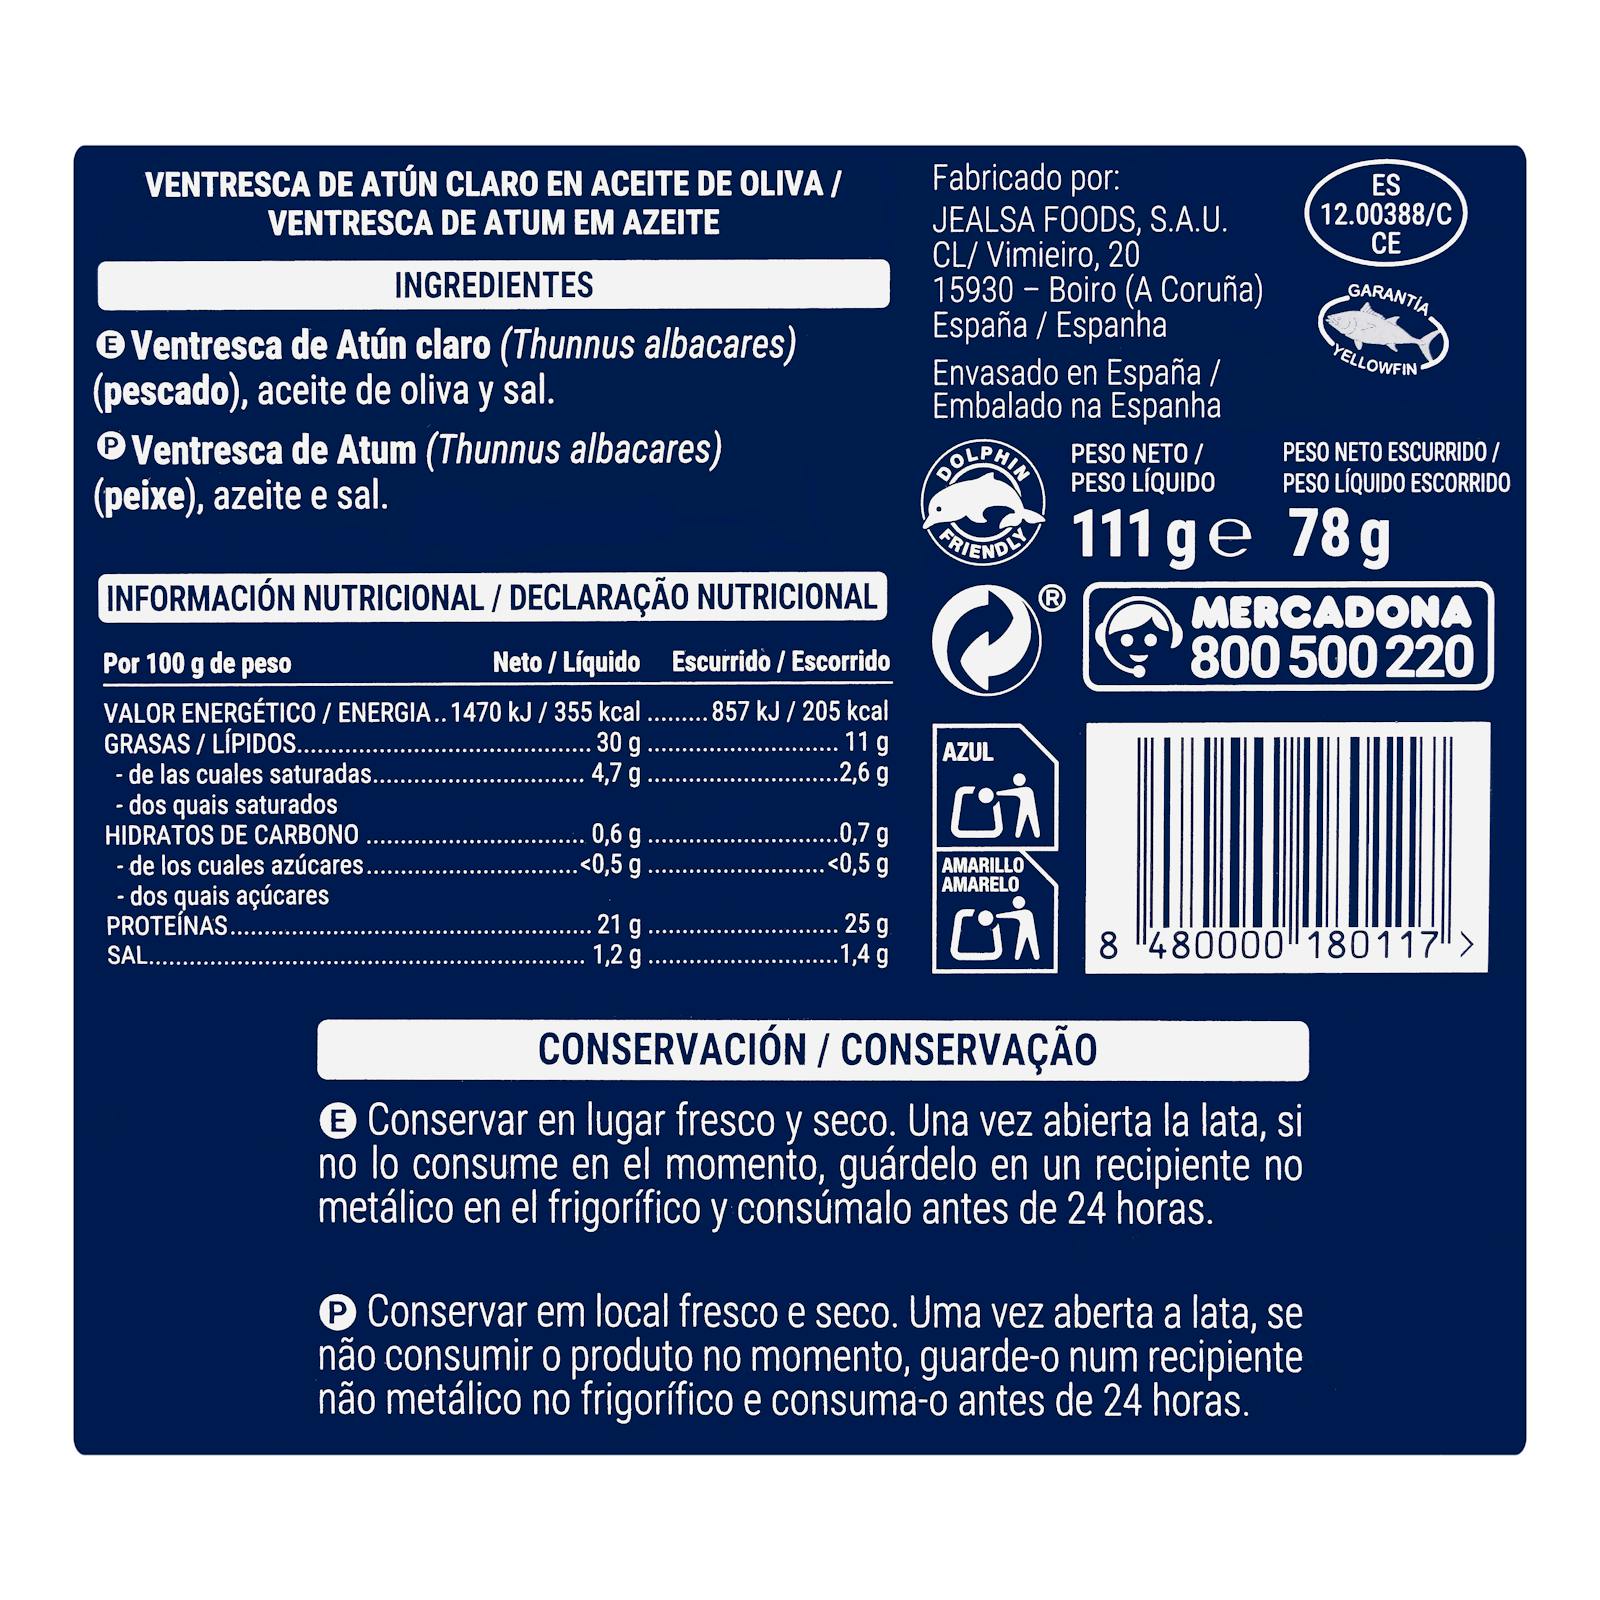 VENTRESCA DE ATÚN CLARO EN ACEITE DE OLIVA /
VENTRESCA DE ATUM EM AZEITE
INGREDIENTES
E Ventresca de Atún claro (Thunnus albacares)
(pescado), aceite de oliva y sal.
P Ventresca de Atum (Thunnus albacares)
(peixe), azeite e sal.
INFORMACIÓN NUTRICIONAL / DECLARAÇÃO NUTRICIONAL
Por 100 g de peso Neto / Líquido Escurrido / Escorrido
VALOR ENERGÉTICO / ENERGIA.. 1470 kJ / 355 kcal ......... 857 kJ / 205 kcal
GRASAS / LÍPIDOS.......... 30 g .......... 11 g
- de las cuales saturadas.......... 4,7 g .......... 2,6 g
- dos quais saturados
HIDRATOS DE CARBONO .......... 0,6 g .......... 0,7 g
- de los cuales azúcares.......... <0,5 g .......... <0,5 g
- dos quais açúcares
PROTEÍNAS.......... 21 g .......... 25 g
SAL.......... 1,2 g .......... 1,4 g
Fabricado por:
JEALSA FOODS, S.A.U.
CL/ Vimieiro, 20
15930 – Boiro (A Coruña)
España / Espanha
Envasado en España /
Embalado na Espanha
ES
12.00388/C
CE
GARANTÍA
YELLOWFIN
DOLPHIN
FRIENDLY
PESO NETO /
PESO LÍQUIDO
111 g e
PESO NETO ESCURRIDO /
PESO LÍQUIDO ESCORRIDO
78 g
®
MERCADONA
800 500 220
AZUL
AMARILLO
AMARELO
8 480000 180117 >
CONSERVACIÓN / CONSERVAÇÃO
E Conservar en lugar fresco y seco. Una vez abierta la lata, si
no lo consume en el momento, guárdelo en un recipiente no
metálico en el frigorífico y consúmalo antes de 24 horas.
P Conservar em local fresco e seco. Uma vez aberta a lata, se
não consumir o produto no momento, guarde-o num recipiente
não metálico no frigorífico e consuma-o antes de 24 horas.